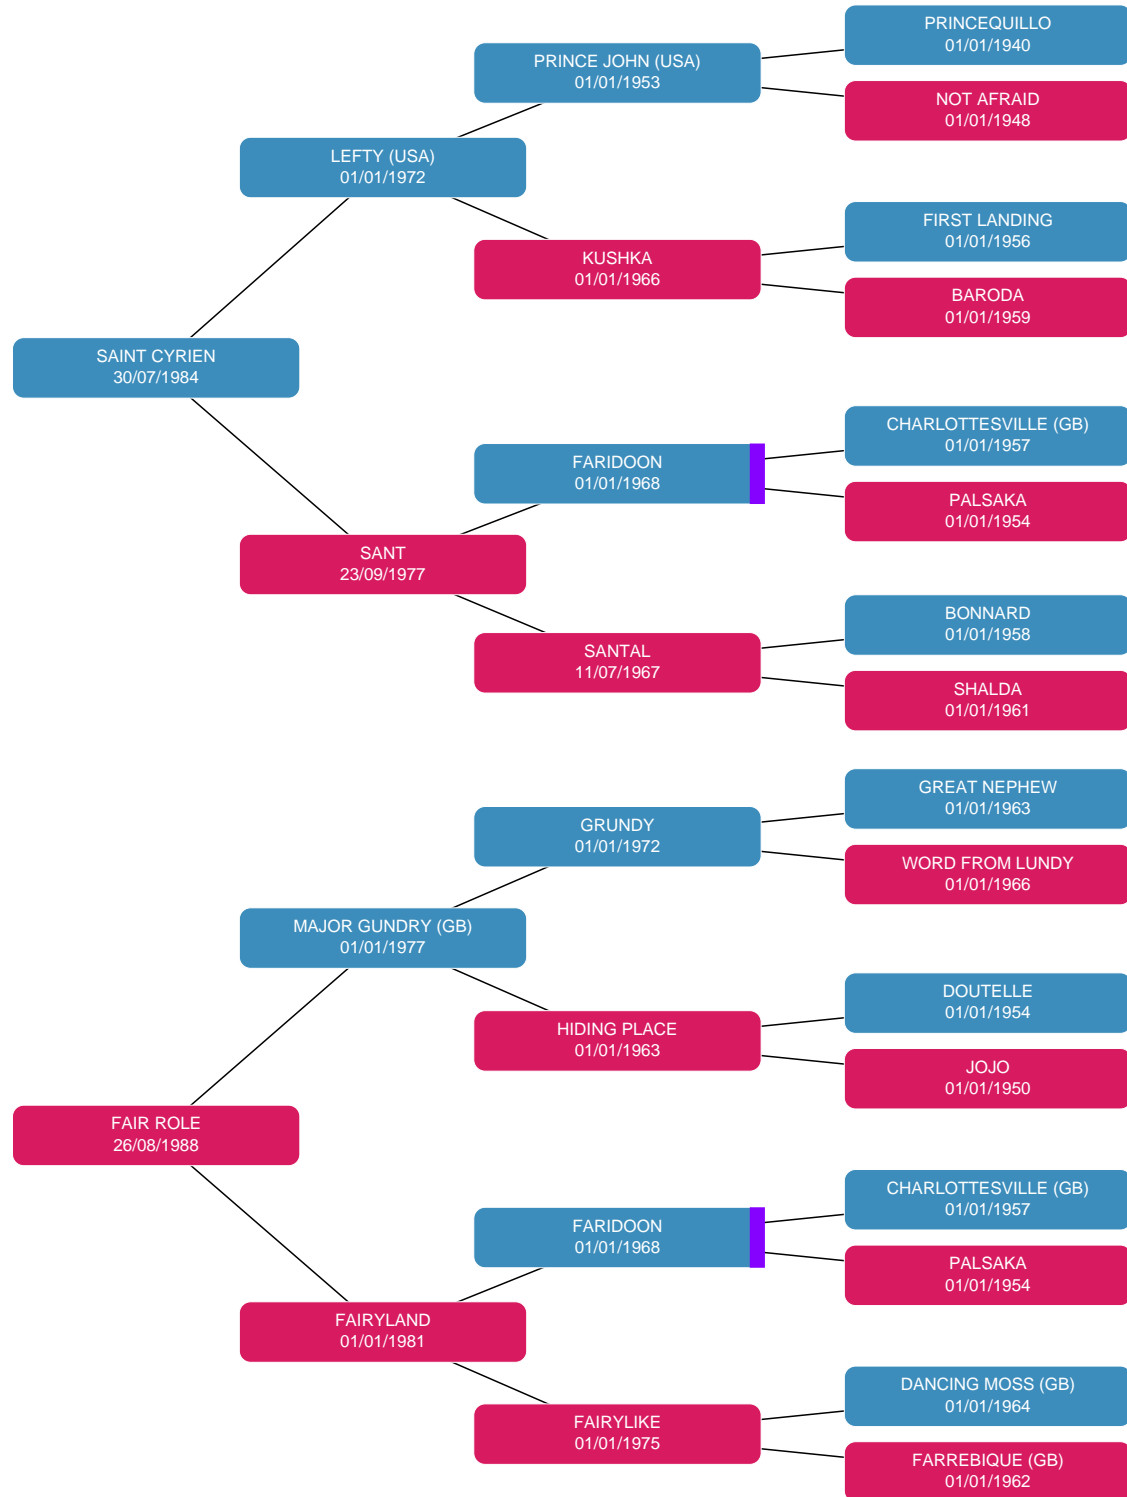 PRINCEQUILLO
01/01/1940
PRINCE JOHN (USA)
01/01/1953
NOT AFRAID
01/01/1948
LEFTY (USA)
01/01/1972
FIRST LANDING
01/01/1956
KUSHKA
01/01/1966
BARODA
01/01/1959
SAINT CYRIEN
30/07/1984
CHARLOTTESVILLE (GB)
01/01/1957
FARIDOON
01/01/1968
PALSAKA
01/01/1954
SANT
23/09/1977
BONNARD
01/01/1958
SANTAL
11/07/1967
SHALDA
01/01/1961
GREAT NEPHEW
01/01/1963
GRUNDY
01/01/1972
WORD FROM LUNDY
01/01/1966
MAJOR GUNDRY (GB)
01/01/1977
DOUTELLE
01/01/1954
HIDING PLACE
01/01/1963
JOJO
01/01/1950
FAIR ROLE
26/08/1988
CHARLOTTESVILLE (GB)
01/01/1957
FARIDOON
01/01/1968
PALSAKA
01/01/1954
FAIRYLAND
01/01/1981
DANCING MOSS (GB)
01/01/1964
FAIRYLIKE
01/01/1975
FARREBIQUE (GB)
01/01/1962